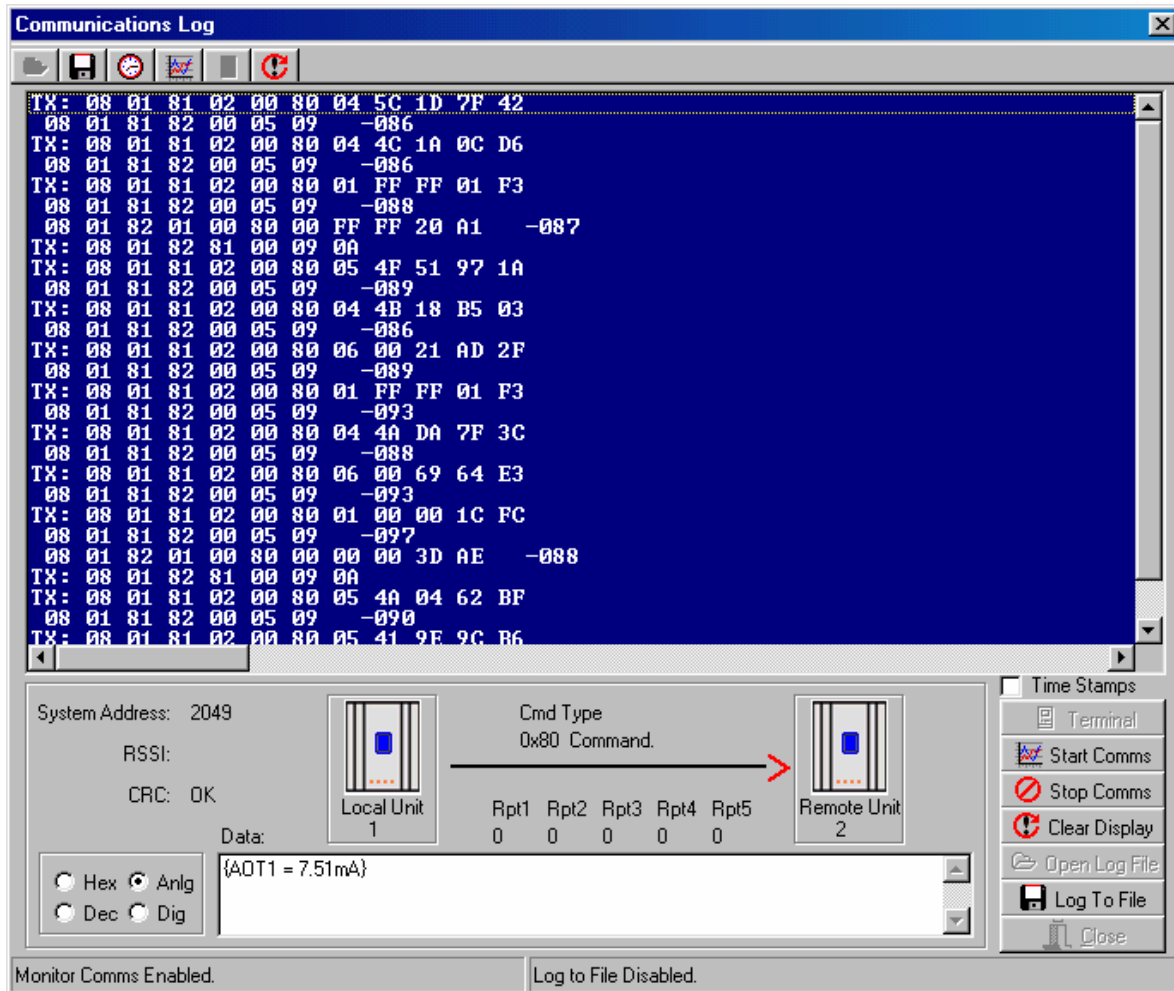 Communications Log
TX: 08 01 81 02 00 80 04 5C 1D 7F 42
08 01 81 82 00 05 09 -086
TX: 08 01 81 02 00 80 04 4C 1A 0C D6
08 01 81 82 00 05 09 -086
TX: 08 01 81 02 00 80 01 FF FF 01 F3
08 01 81 82 00 05 09 -088
08 01 82 01 00 80 00 FF FF 20 A1 -087
TX: 08 01 82 81 00 09 0A
TX: 08 01 81 02 00 80 05 4F 51 97 1A
08 01 81 82 00 05 09 -089
TX: 08 01 81 02 00 80 04 4B 18 B5 03
08 01 81 82 00 05 09 -086
TX: 08 01 81 02 00 80 06 00 21 AD 2F
08 01 81 82 00 05 09 -089
TX: 08 01 81 02 00 80 01 FF FF 01 F3
08 01 81 82 00 05 09 -093
TX: 08 01 81 02 00 80 04 4A DA 7F 3C
08 01 81 82 00 05 09 -088
TX: 08 01 81 02 00 80 06 00 69 64 E3
08 01 81 82 00 05 09 -093
TX: 08 01 81 02 00 80 01 00 00 1C FC
08 01 81 82 00 05 09 -097
08 01 82 01 00 80 00 00 00 3D AE -088
TX: 08 01 82 81 00 09 0A
TX: 08 01 81 02 00 80 05 4A 04 62 BF
08 01 81 82 00 05 09 -090
TX: 08 01 81 02 00 80 05 41 9E 9C B6
System Address: 2049
RSSI:
CRC: OK
Local Unit
1
Cmd Type
0x80 Command.
Rpt1 Rpt2 Rpt3 Rpt4 Rpt5
0 0 0 0 0
Remote Unit
2
Data:
{AOT1 = 7.51mA}
Hex Anlg
Dec Dig
Time Stamps
Terminal
Start Comms
Stop Comms
Clear Display
Open Log File
Log To File
Close
Monitor Comms Enabled.
Log to File Disabled.